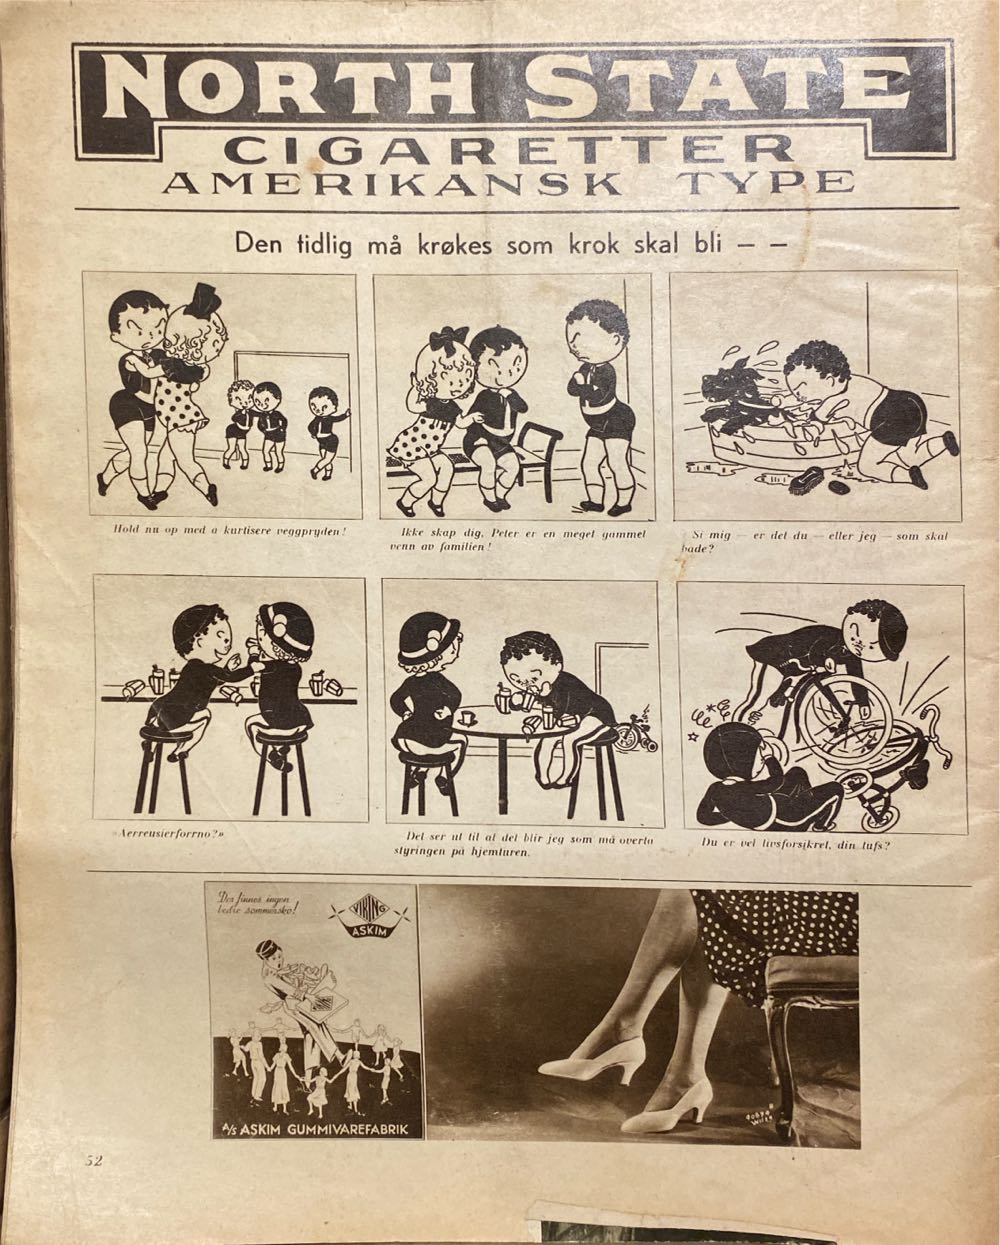 NORTH STATE
CIGARETTER
AMERIKANSK TYPE
Den tidlig må krøkes som krok skal bli — —
Hold nu op med å kurtisere veggpryden!
Ikke skap dig, Peter er en meget gammel
venn av familien!
Si mig — er det du — eller jeg — som skal
bade?
»Aerreusierforrno?»
Det ser ut til at det blir jeg som må overta
styringen på hjemturen.
Du er vel livsforsikret, din tufs?
Der finnes ingen
bedre sommersko!
VIKING
ASKIM
A/S ASKIM GUMMIVAREFABRIK
40674
Wilse
52